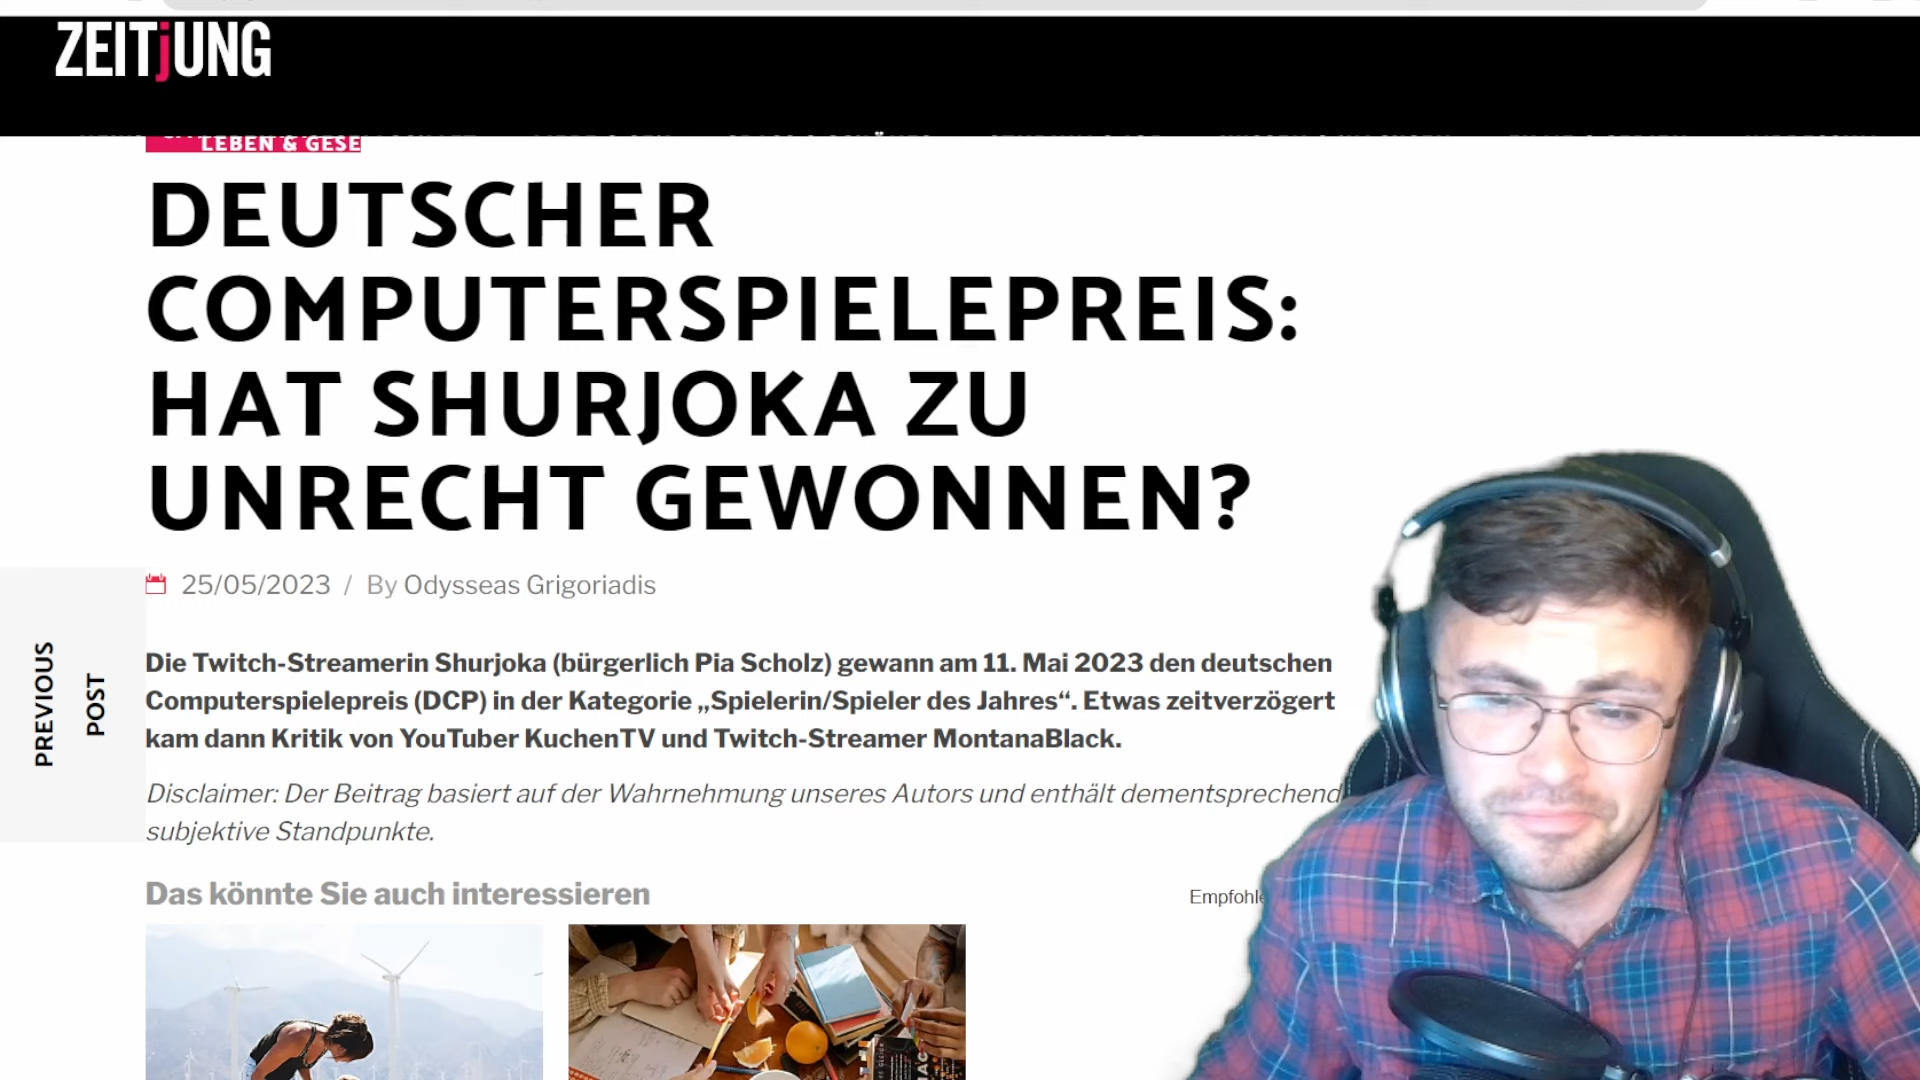 ZEITjUNG
LEBEN & GESE
DEUTSCHER
COMPUTERSPIELEPREIS:
HAT SHURJOKA ZU
UNRECHT GEWONNEN?
25/05/2023 / By Odysseas Grigoriadis
PREVIOUS
POST
Die Twitch-Streamerin Shurjoka (bürgerlich Pia Scholz) gewann am 11. Mai 2023 den deutschen
Computerspielepreis (DCP) in der Kategorie „Spielerin/Spieler des Jahres“. Etwas zeitverzögert
kam dann Kritik von YouTuber KuchenTV und Twitch-Streamer MontanaBlack.
Disclaimer: Der Beitrag basiert auf der Wahrnehmung unseres Autors und enthält dementsprechend
subjektive Standpunkte.
Das könnte Sie auch interessieren
Empfohle